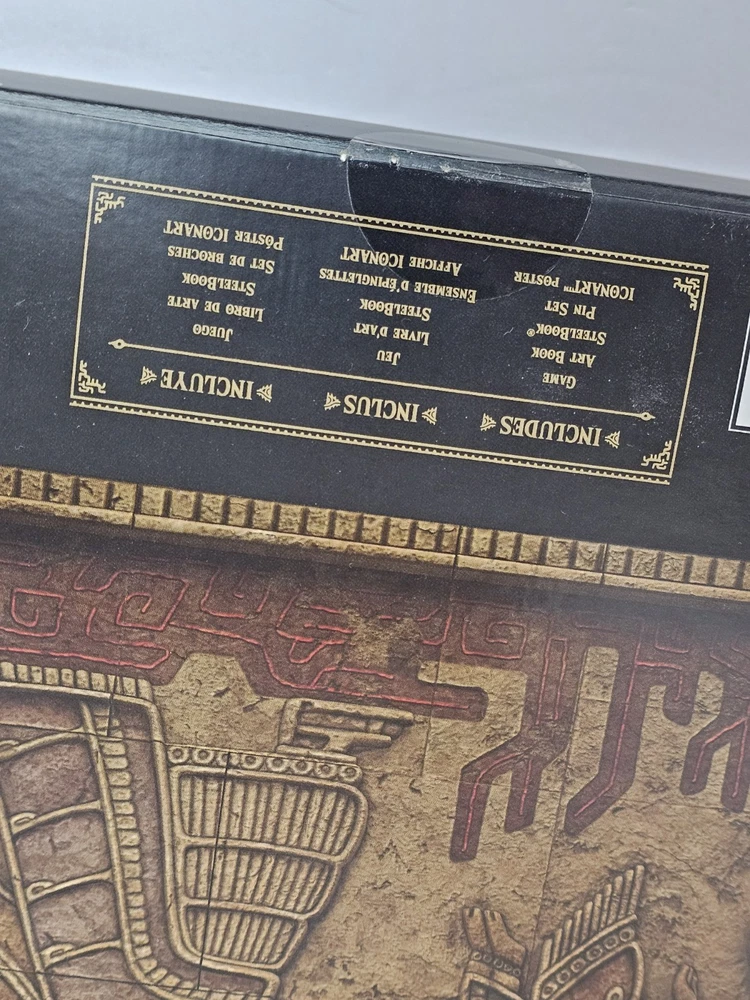 INCLUDES
GAME
ART BOOK
STEELBOOK®
PIN SET
ICONART™ POSTER
INCLUS
JEU
LIVRE D'ART
STEELBOOK
ENSEMBLE D'ÉPINGLETTES
AFFICHE ICONART
INCLUYE
JUEGO
LIBRO DE ARTE
STEELBOOK
SET DE BROCHES
PÓSTER ICONART